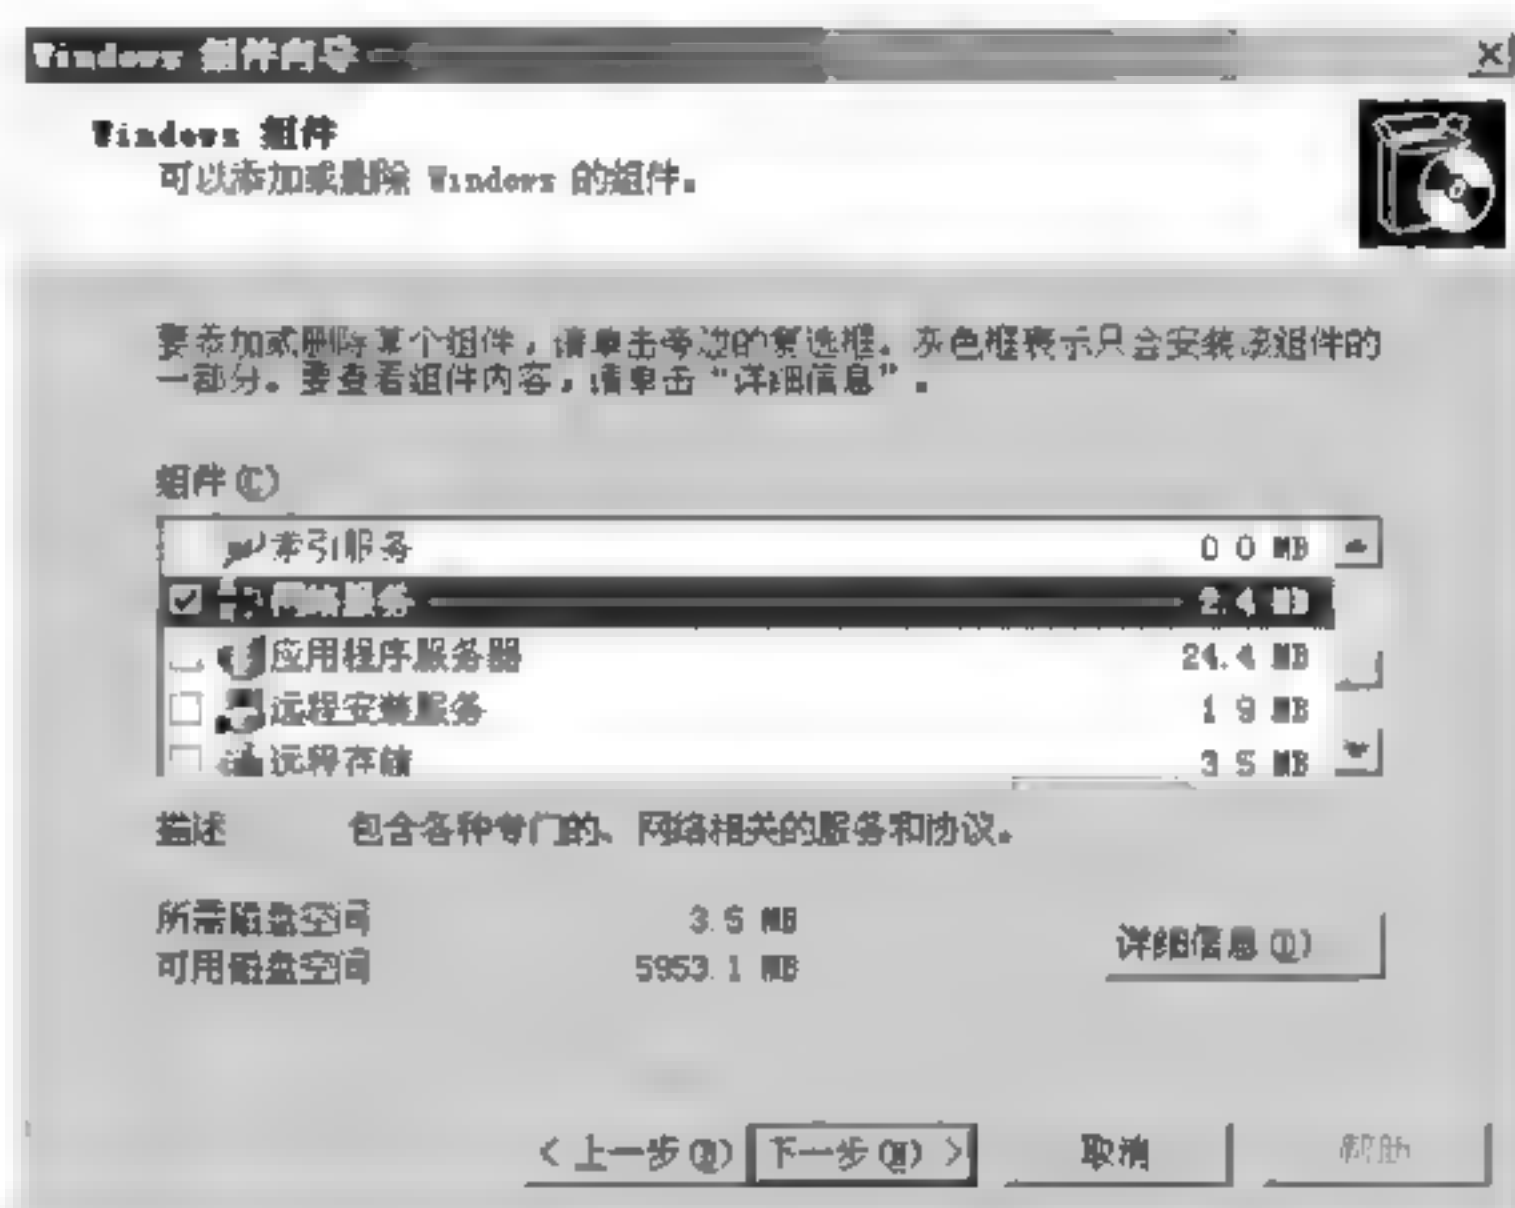 Windows 组件向导
Windows 组件
可以添加或删除 Windows 的组件。
要添加或删除某个组件，请单击旁边的复选框。灰色框表示只会安装该组件的
一部分。要查看组件内容，请单击“详细信息”。
组件(C)
索引服务 0 0 MB
网络服务 2.4 MB
应用程序服务器 24.4 MB
远程安装服务 1 9 MB
远程存储 3 5 MB
描述 包含各种专门的、网络相关的服务和协议。
所需磁盘空间 3.5 MB
可用磁盘空间 5953.1 MB
详细信息(D)
< 上一步(B) 下一步(N) > 取消 帮助